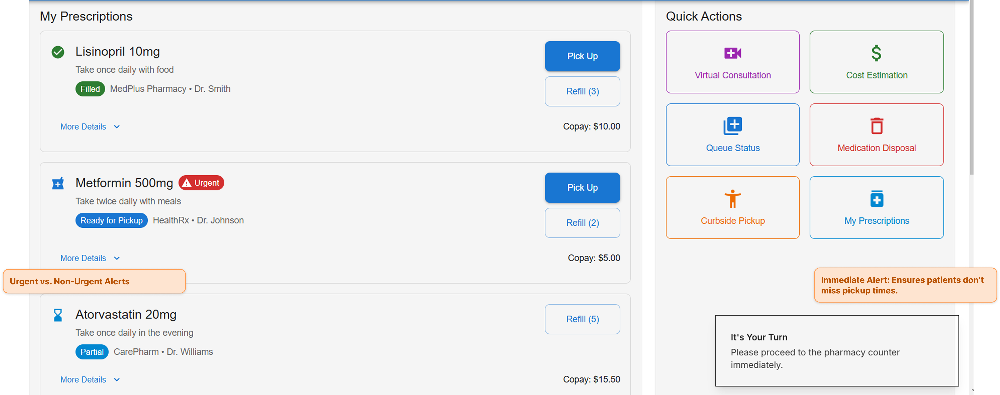 My Prescriptions
Lisinopril 10mg
Take once daily with food
Filled MedPlus Pharmacy • Dr. Smith
Pick Up
Refill (3)
More Details
Copay: $10.00
Metformin 500mg Urgent
Take twice daily with meals
Ready for Pickup HealthRx • Dr. Johnson
Pick Up
Refill (2)
More Details
Copay: $5.00
Urgent vs. Non-Urgent Alerts
Atorvastatin 20mg
Take once daily in the evening
Partial CarePharm • Dr. Williams
Refill (5)
More Details
Copay: $15.50
Quick Actions
Virtual Consultation
Cost Estimation
Queue Status
Medication Disposal
Curbside Pickup
My Prescriptions
Immediate Alert: Ensures patients don’t
miss pickup times.
It's Your Turn
Please proceed to the pharmacy counter
immediately.